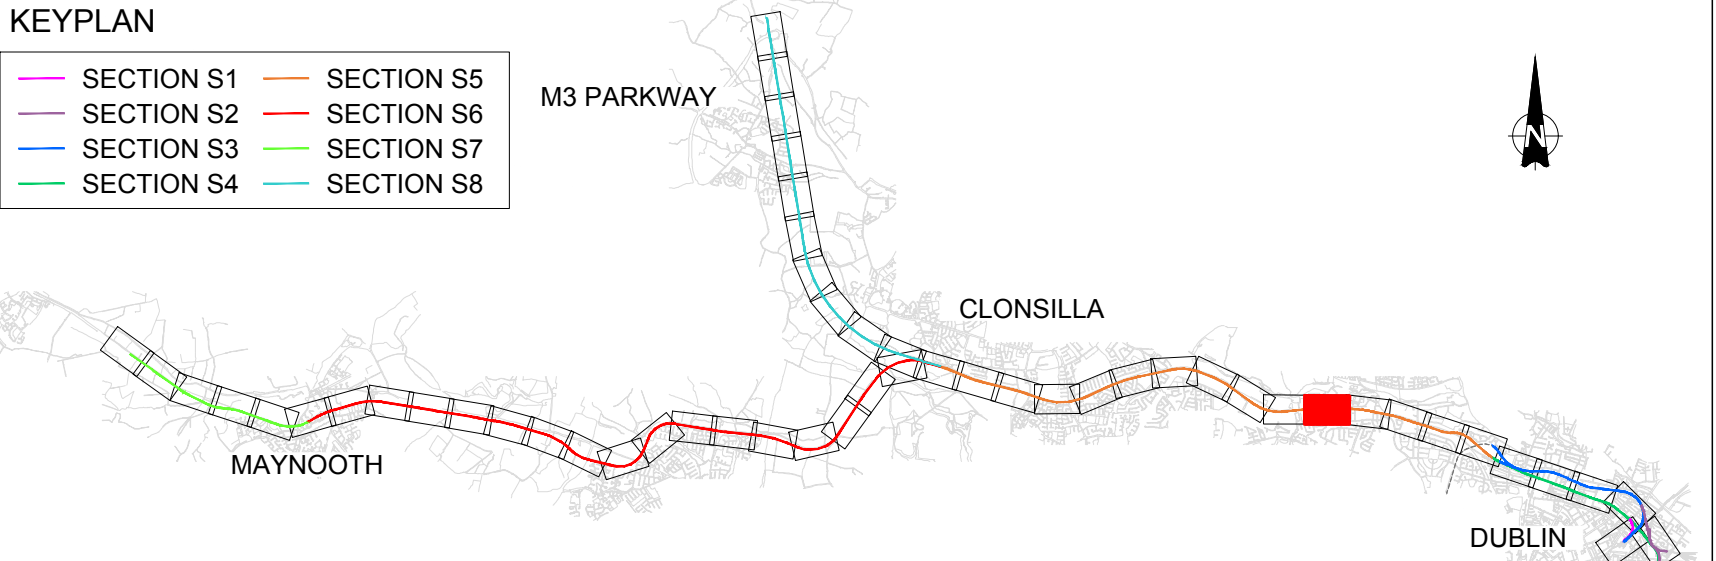 KEYPLAN
SECTION S1 SECTION S5
SECTION S2 SECTION S6
SECTION S3 SECTION S7
SECTION S4 SECTION S8
M3 PARKWAY
N
CLONSILLA
MAYNOOTH
DUBLIN